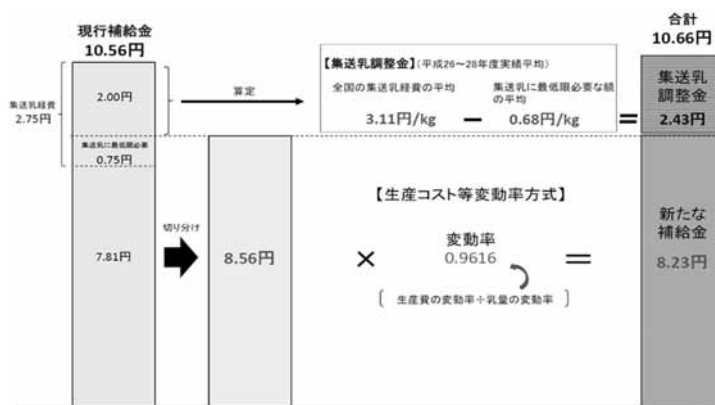 現行補給金
10.56円
合計
10.66円
【集送乳調整金】(平成26～28年度実績平均)
全国の集送乳経費の平均
集送乳に最低限必要な額
の平均
3.11円/kg
ー
0.68円/kg
＝
集送乳
調整金
2.43円
集送乳経費
2.75円
2.00円
算定
集送乳に最低限必要
0.75円
【生産コスト等変動率方式】
切り分け
7.81円
8.56円
×
変動率
0.9616
＝
新たな
補給金
8.23円
生産費の変動率÷乳量の変動率